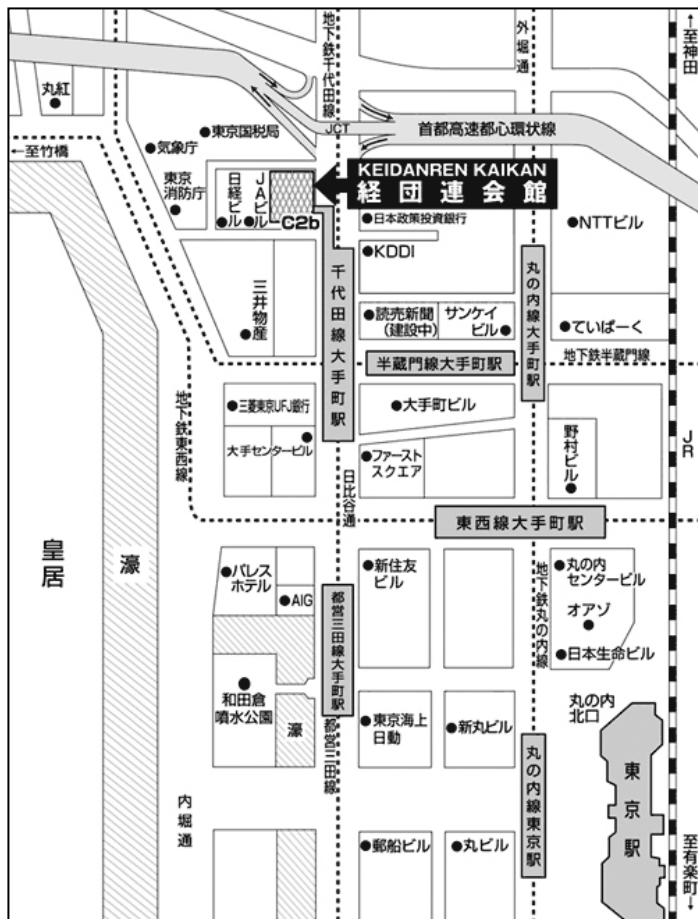 地下鉄千代田線
外堀通
←至神田
丸紅
東京国税局
JCT
首都高速都心環状線
気象庁
←至竹橋
東京
消防庁
日経ビル
JAビル
C2b
KEIDANREN KAIKAN
経団連会館
日本政策投資銀行
NTTビル
KDDI
千代田線大手町駅
丸の内線大手町駅
三井物産
読売新聞
(建設中)
サンケイ
ビル
ていぱーく
半蔵門線大手町駅
地下鉄半蔵門線
地下鉄東西線
三菱東京UFJ銀行
大手町ビル
大手センタービル
ファースト
スクエア
野村ビル
JR
日比谷通
東西線大手町駅
皇居
濠
パレス
ホテル
AIG
新住友
ビル
丸の内
センタービル
オアゾ
日本生命ビル
地下鉄丸の内線
都営三田線大手町駅
和田倉
噴水公園
濠
都営三田線
東京海上
日動
新丸ビル
丸の内
北口
東京駅
丸の内線東京駅
内堀通
郵船ビル
丸ビル
至有楽町→